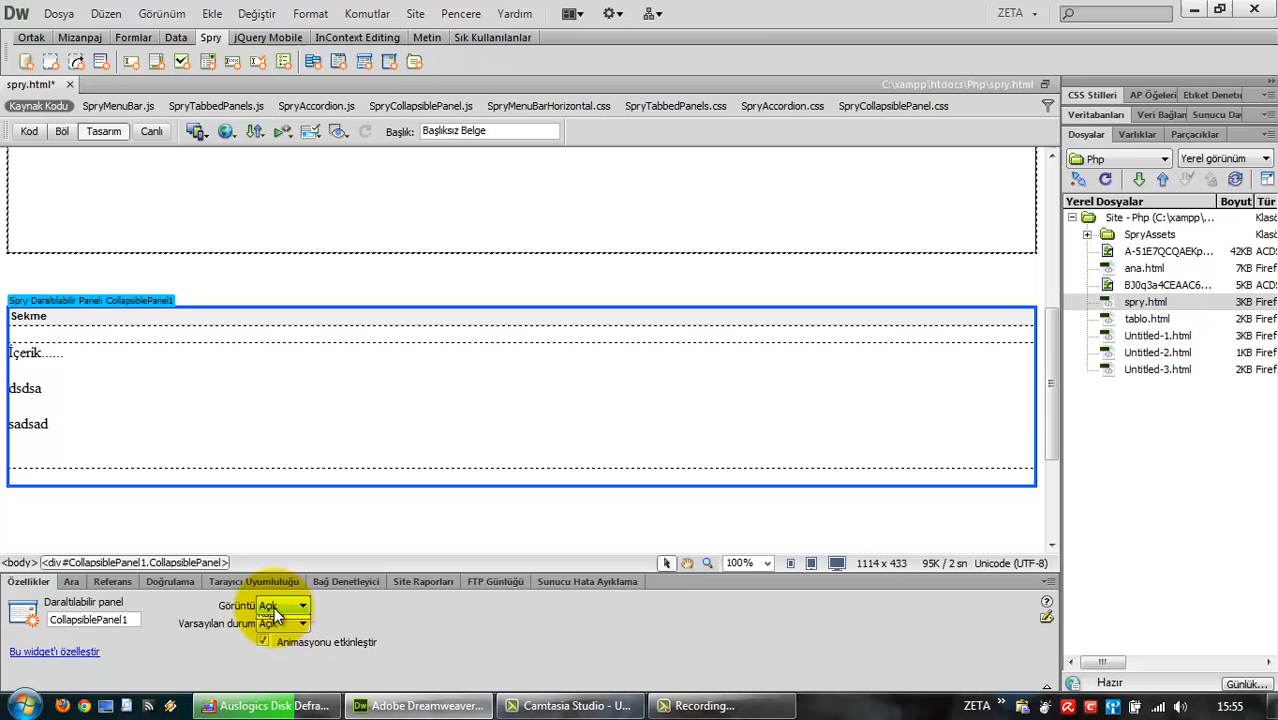 Dw Dosya Düzen Görünüm Ekle Değiştir Format Komutlar Site Pencere Yardım ZETA
Ortak Mizanpaj Formlar Data Spry jQuery Mobile InContext Editing Metin Sık Kullanılanlar
spry.html* C:\xampp\htdocs\Php\spry.html
Kaynak Kodu SpryMenuBar.js SpryTabbedPanels.js SpryAccordion.js SpryCollapsiblePanel.js SpryMenuBarHorizontal.css SpryTabbedPanels.css SpryAccordion.css SpryCollapsiblePanel.css
Kod Böl Tasarım Canlı Başlık: Başlıksız Belge
Spry Daraltılabilir Panel: CollapsiblePanel1
Sekme
İçerik......
dsdsa
sadsad
<body> <div#CollapsiblePanel1.CollapsiblePanel> 100% 1114 x 433 95K / 2 sn Unicode (UTF-8)
Özellikler Ara Referans Doğrulama Tarayıcı Uyumluluğu Bağ Denetleyici Site Raporları FTP Günlüğü Sunucu Hata Ayıklama
Daraltılabilir panel Görüntü Açık
CollapsiblePanel1 Varsayılan durum Açık
Animasyonu etkinleştir
Bu widget'ı özelleştir
CSS Stilleri AP Öğeleri Etiket Denetı
Veritabanları Veri Bağları Sunucu Da
Dosyalar Varlıklar Parçacıklar
Php Yerel görünüm
Yerel Dosyalar Boyut Tür
Site - Php (C:\xampp\... Klasö
SpryAssets Klasö
A-51E7QCQAEKp... 42KB ACDS
ana.html 7KB Firef
BJ0q3a4CEAAC6... 5KB ACDS
spry.html 3KB Firef
tablo.html 2KB Firef
Untitled-1.html 2KB Firef
Untitled-2.html 1KB Firef
Untitled-3.html 2KB Firef
Hazır Günlük...
Auslogics Disk Defra... Adobe Dreamweaver... Camtasia Studio - U... Recording... ZETA 15:55